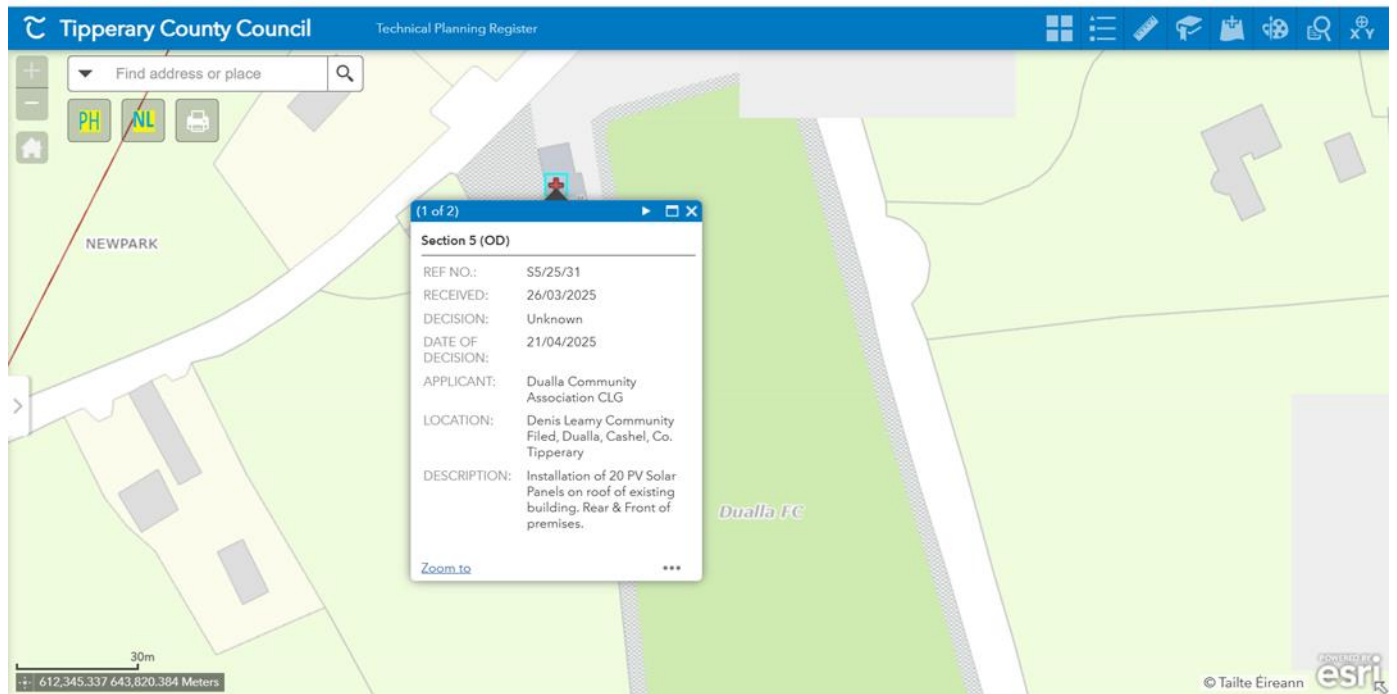 Tipperary County Council
Technical Planning Register
Find address or place
PH
NL
NEWPARK
(1 of 2)
Section 5 (OD)
REF NO.: S5/25/31
RECEIVED: 26/03/2025
DECISION: Unknown
DATE OF DECISION: 21/04/2025
APPLICANT: Dualla Community
Association CLG
LOCATION: Denis Leamy Community
Filed, Dualla, Cashel, Co.
Tipperary
DESCRIPTION: Installation of 20 PV Solar
Panels on roof of existing
building. Rear & Front of
premises.
Zoom to
Dualla FC
30m
612,345.337 643,820.384 Meters
© Tailte Éireann
POWERED BY
esri